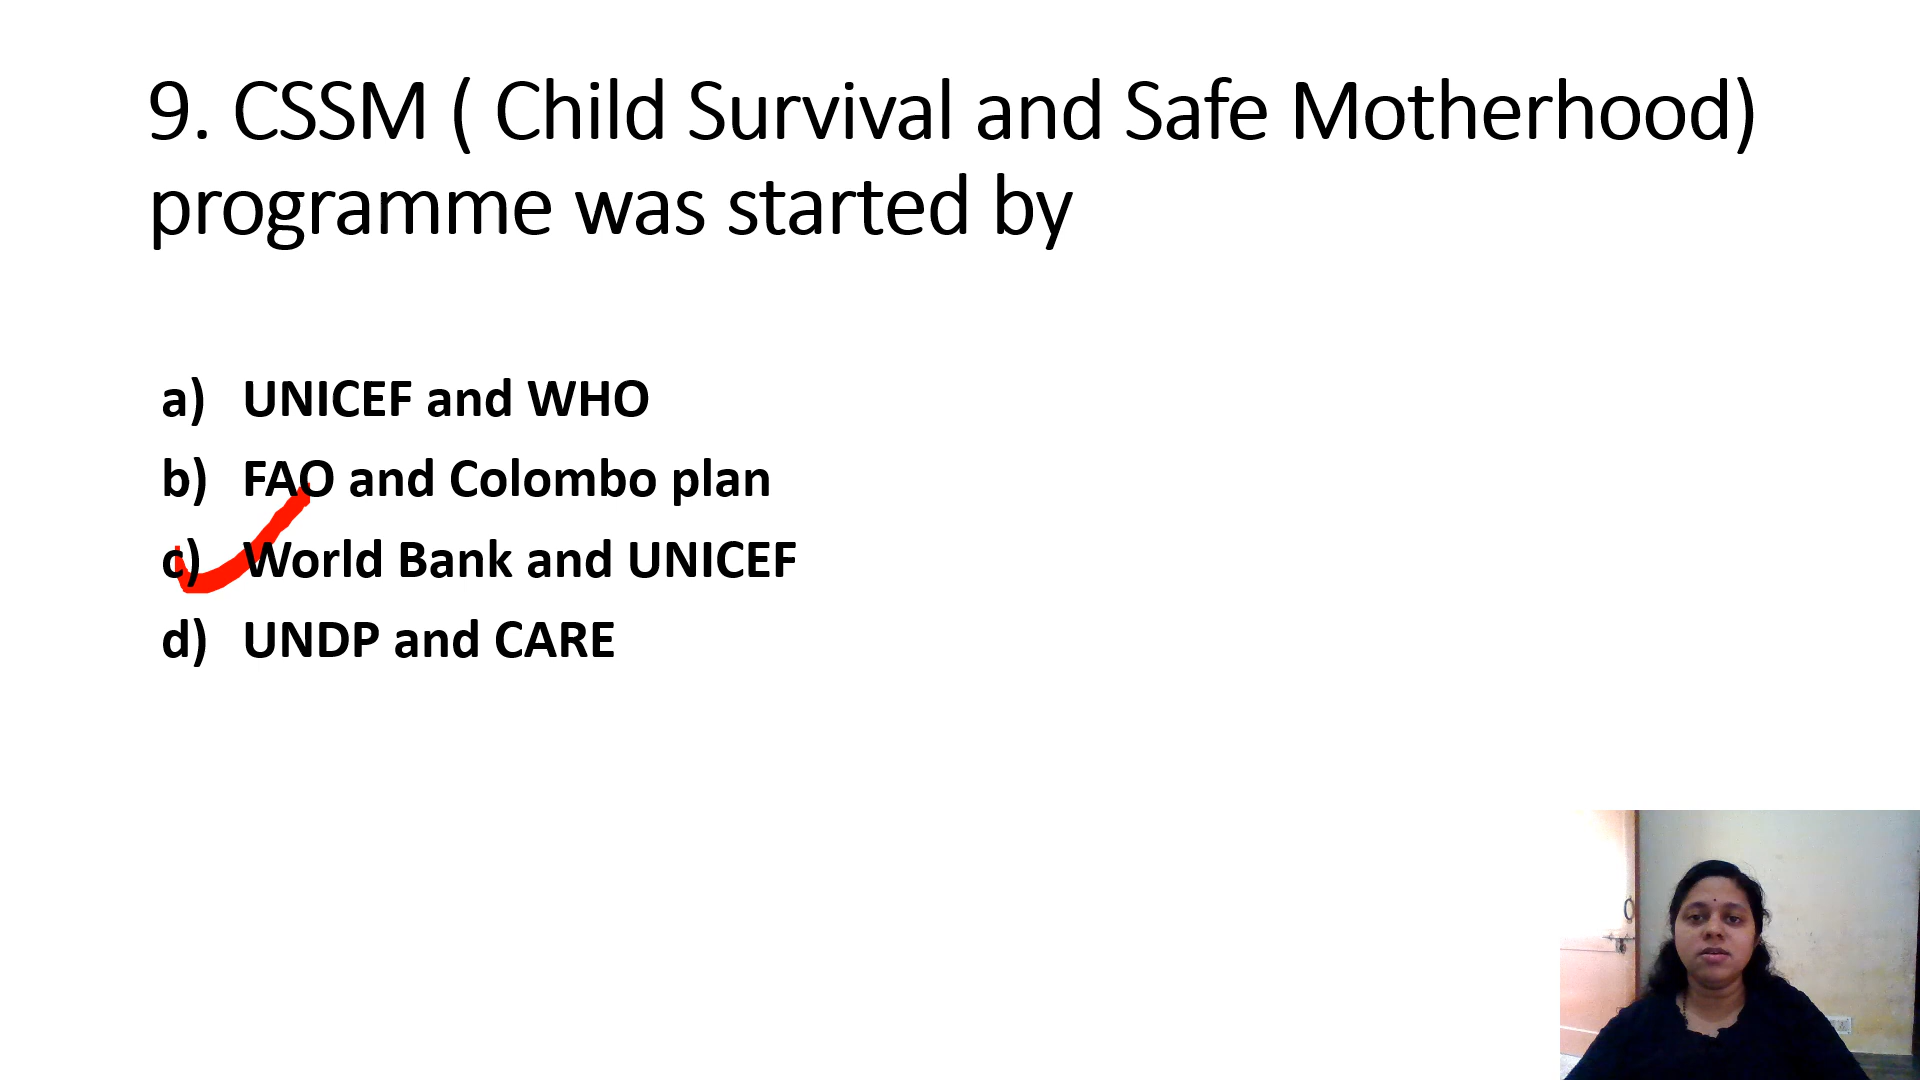 9. CSSM ( Child Survival and Safe Motherhood)
programme was started by
a) UNICEF and WHO
b) FAO and Colombo plan
c) World Bank and UNICEF
d) UNDP and CARE